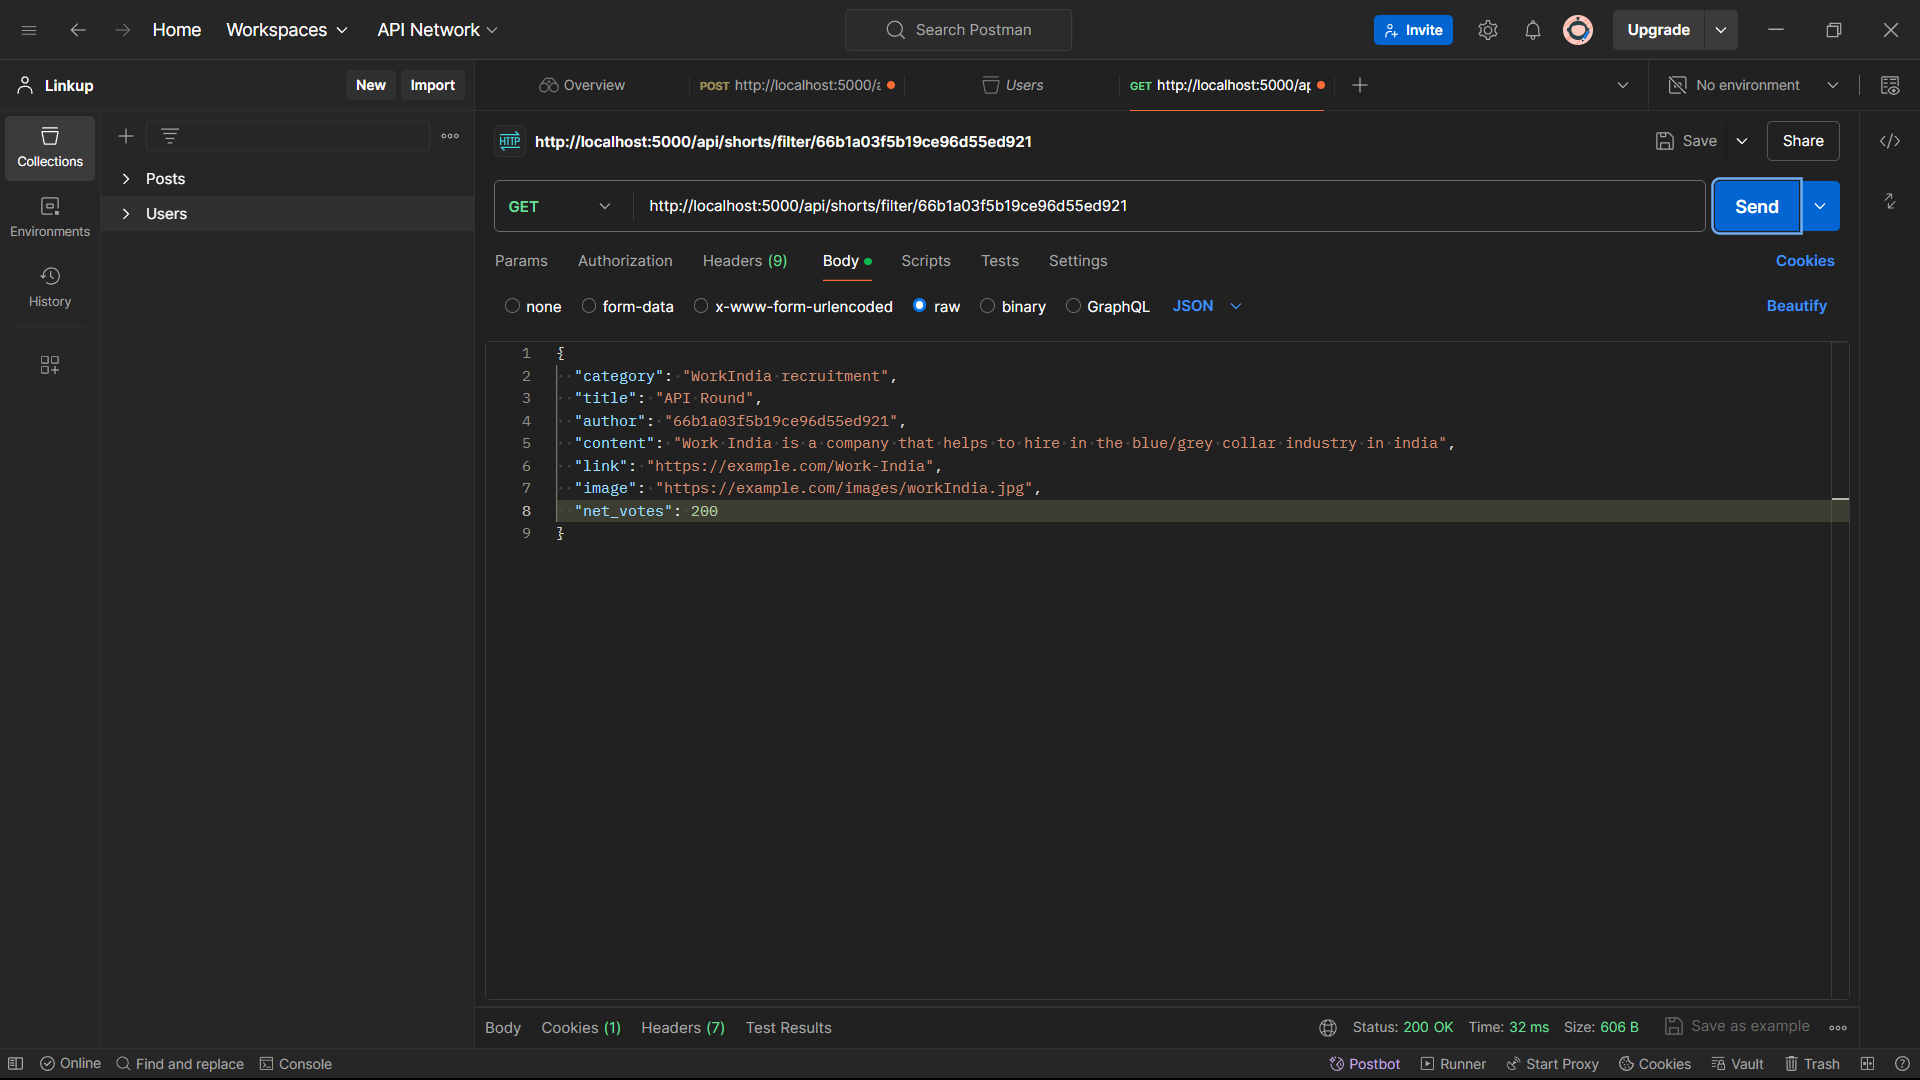 Home Workspaces API Network Search Postman Invite Upgrade
Linkup New Import Overview POST http://localhost:5000/a Users GET http://localhost:5000/ap No environment
Collections
Environments
History
Posts
Users
HTTP http://localhost:5000/api/shorts/filter/66b1a03f5b19ce96d55ed921 Save Share
GET http://localhost:5000/api/shorts/filter/66b1a03f5b19ce96d55ed921 Send
Params Authorization Headers (9) Body Scripts Tests Settings Cookies
none form-data x-www-form-urlencoded raw binary GraphQL JSON Beautify
1 {
2 "category": "WorkIndia recruitment",
3 "title": "API Round",
4 "author": "66b1a03f5b19ce96d55ed921",
5 "content": "Work India is a company that helps to hire in the blue/grey collar industry in india",
6 "link": "https://example.com/Work-India",
7 "image": "https://example.com/images/workIndia.jpg",
8 "net_votes": 200
9 }
Body Cookies (1) Headers (7) Test Results Status: 200 OK Time: 32 ms Size: 606 B Save as example
Online Find and replace Console Postbot Runner Start Proxy Cookies Vault Trash